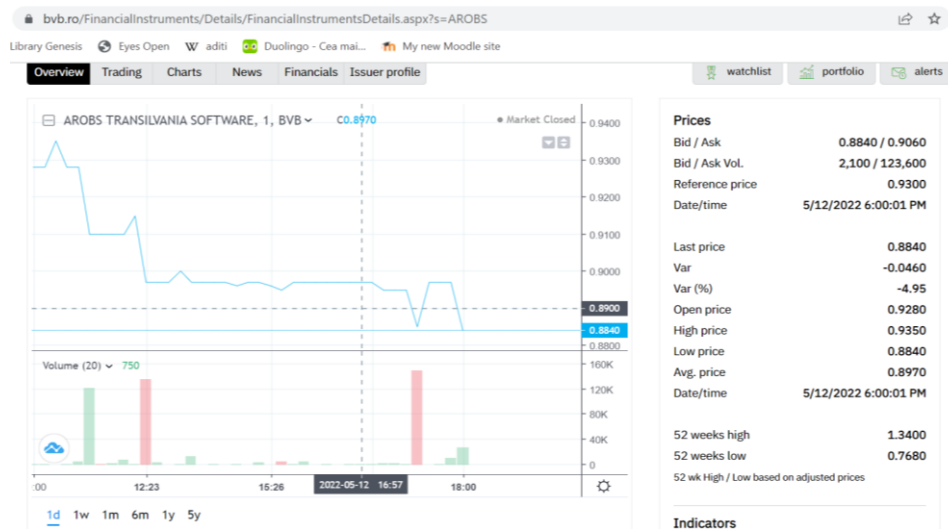 bvb.ro/FinancialInstruments/Details/FinancialInstrumentsDetails.aspx?s=AROBS
Library Genesis Eyes Open W aditi Duolingo - Cea mai... My new Moodle site
Overview Trading Charts News Financials Issuer profile
watchlist portfolio alerts
AROBS TRANSILVANIA SOFTWARE, 1, BVB C0.8970 Market Closed
0.9400
0.9300
0.9200
0.9100
0.9000
0.8900
0.8840
0.8800
Volume (20) 750
160K
120K
80K
40K
0
:00 12:23 15:26 2022-05-12 16:57 18:00
1d 1w 1m 6m 1y 5y
Prices
Bid / Ask 0.8840 / 0.9060
Bid / Ask Vol. 2,100 / 123,600
Reference price 0.9300
Date/time 5/12/2022 6:00:01 PM
Last price 0.8840
Var -0.0460
Var (%) -4.95
Open price 0.9280
High price 0.9350
Low price 0.8840
Avg. price 0.8970
Date/time 5/12/2022 6:00:01 PM
52 weeks high 1.3400
52 weeks low 0.7680
52 wk High / Low based on adjusted prices
Indicators